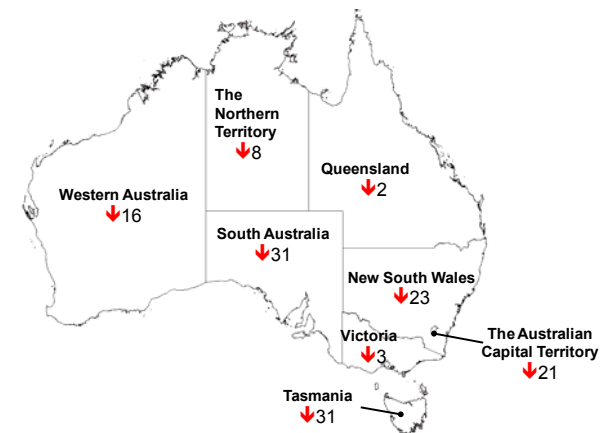 The
Northern
Territory
↓8
Queensland
↓2
Western Australia
↓16
South Australia
↓31
New South Wales
↓23
Victoria
↓3
The Australian
Capital Territory
↓21
Tasmania
↓31